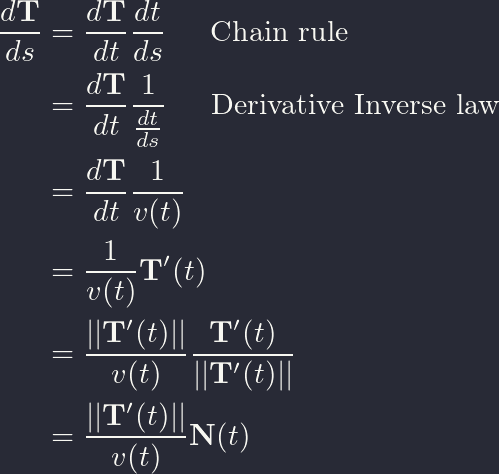 d𝐓/ds = d𝐓/dt dt/ds Chain rule
= d𝐓/dt 1/(dt/ds) Derivative Inverse law
= d𝐓/dt 1/v(t)
= 1/v(t) 𝐓′(t)
= ||𝐓′(t)||/v(t) 𝐓′(t)/||𝐓′(t)||
= ||𝐓′(t)||/v(t) 𝐍(t)